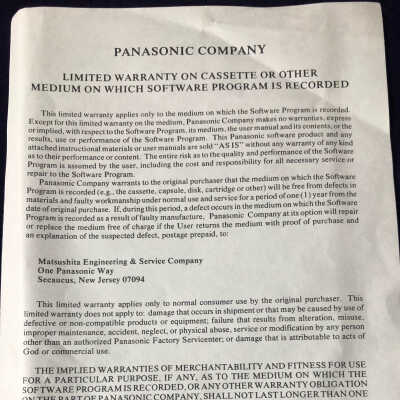 PANASONIC COMPANY
LIMITED WARRANTY ON CASSETTE OR OTHER
MEDIUM ON WHICH SOFTWARE PROGRAM IS RECORDED
This limited warranty applies only to the medium on which the Software Program is recorded.
Except for this limited warranty on the medium, Panasonic Company makes no warranties, express
or implied, with respect to the Software Program, its medium, the user manual and its contents, or the
results, use or performance of the Software Program. This Panasonic software product and any
attached instructional materials or user manuals are sold "AS IS" without any warranty of any kind
as to their performance or content. The entire risk as to the quality and performance of the Software
Program is assumed by the user, including the cost and responsibility for all necessary service or
repair to the Software Program.
Panasonic Company warrants to the original purchaser that the medium on which the Software
Program is recorded (e.g., the cassette, capsule, disk, cartridge or other) will be free from defects in
materials and faulty workmanship under normal use and service for a period of one (1) year from the
date of original purchase. If, during this period, a defect occurs in the medium on which the Software
Program is recorded as a result of faulty manufacture, Panasonic Company at its option will repair
or replace the medium free of charge if the User returns the medium with proof of purchase and
an explanation of the suspected defect, postage prepaid, to:
Matsushita Engineering & Service Company
One Panasonic Way
Secaucus, New Jersey 07094
This limited warranty applies only to normal consumer use by the original purchaser. This
limited warranty does not apply to: damage that occurs in shipment or that may be caused by use of
defective or non-compatible products or equipment; failure that results from alteration, misuse,
improper maintenance, accident, neglect, or physical abuse, service or modification by any person
other than an authorized Panasonic Factory Servicenter; or damage that is attributable to acts of
God or commercial use.
THE IMPLIED WARRANTIES OF MERCHANTABILITY AND FITNESS FOR USE
FOR A PARTICULAR PURPOSE, IF ANY, AS TO THE MEDIUM ON WHICH THE
SOFTWARE PROGRAM IS RECORDED, OR ANY OTHER WARRANTY OBLIGATION
ON THE PART OF PANASONIC COMPANY, SHALL NOT LAST LONGER THAN ONE